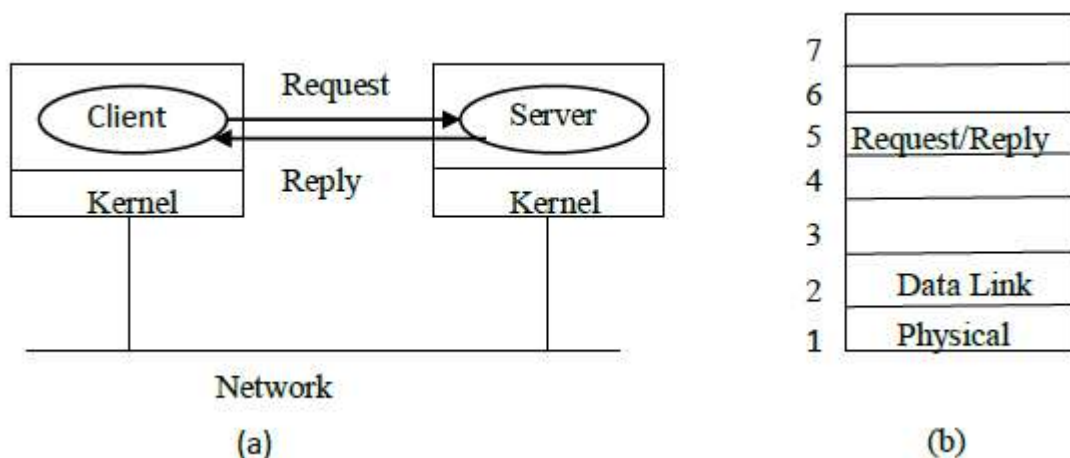 Client
Request
Server
Reply
Kernel
Kernel
Network
(a)
7
6
5 Request/Reply
4
3
2 Data Link
1 Physical
(b)